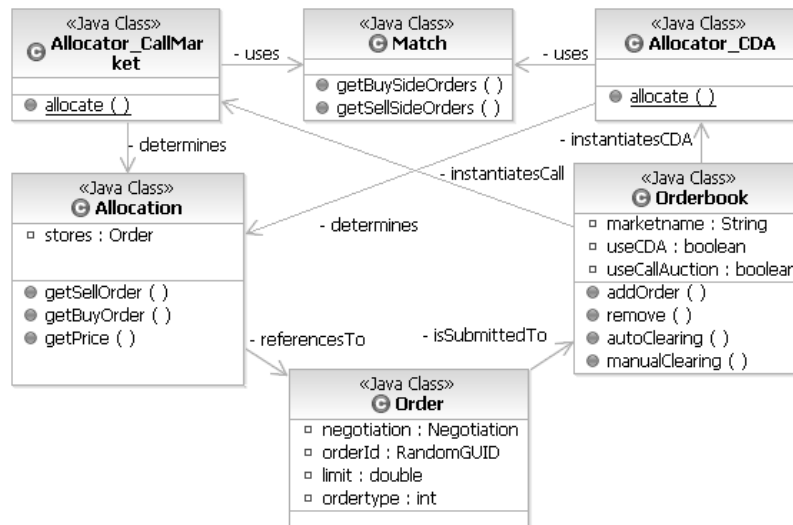 «Java Class»
C Allocator_CallMar
ket
allocate ( )
- uses
«Java Class»
C Match
getBuySideOrders ( )
getSellSideOrders ( )
- uses
«Java Class»
C Allocator_CDA
allocate ( )
- determines
- instantiatesCDA
- instantiatesCall
- determines
«Java Class»
C Allocation
stores : Order
getSellOrder ( )
getBuyOrder ( )
getPrice ( )
«Java Class»
C Orderbook
marketname : String
useCDA : boolean
useCallAuction : boolean
addOrder ( )
remove ( )
autoClearing ( )
manualClearing ( )
- referencesTo
- isSubmittedTo
«Java Class»
C Order
negotiation : Negotiation
orderId : RandomGUID
limit : double
ordertype : int